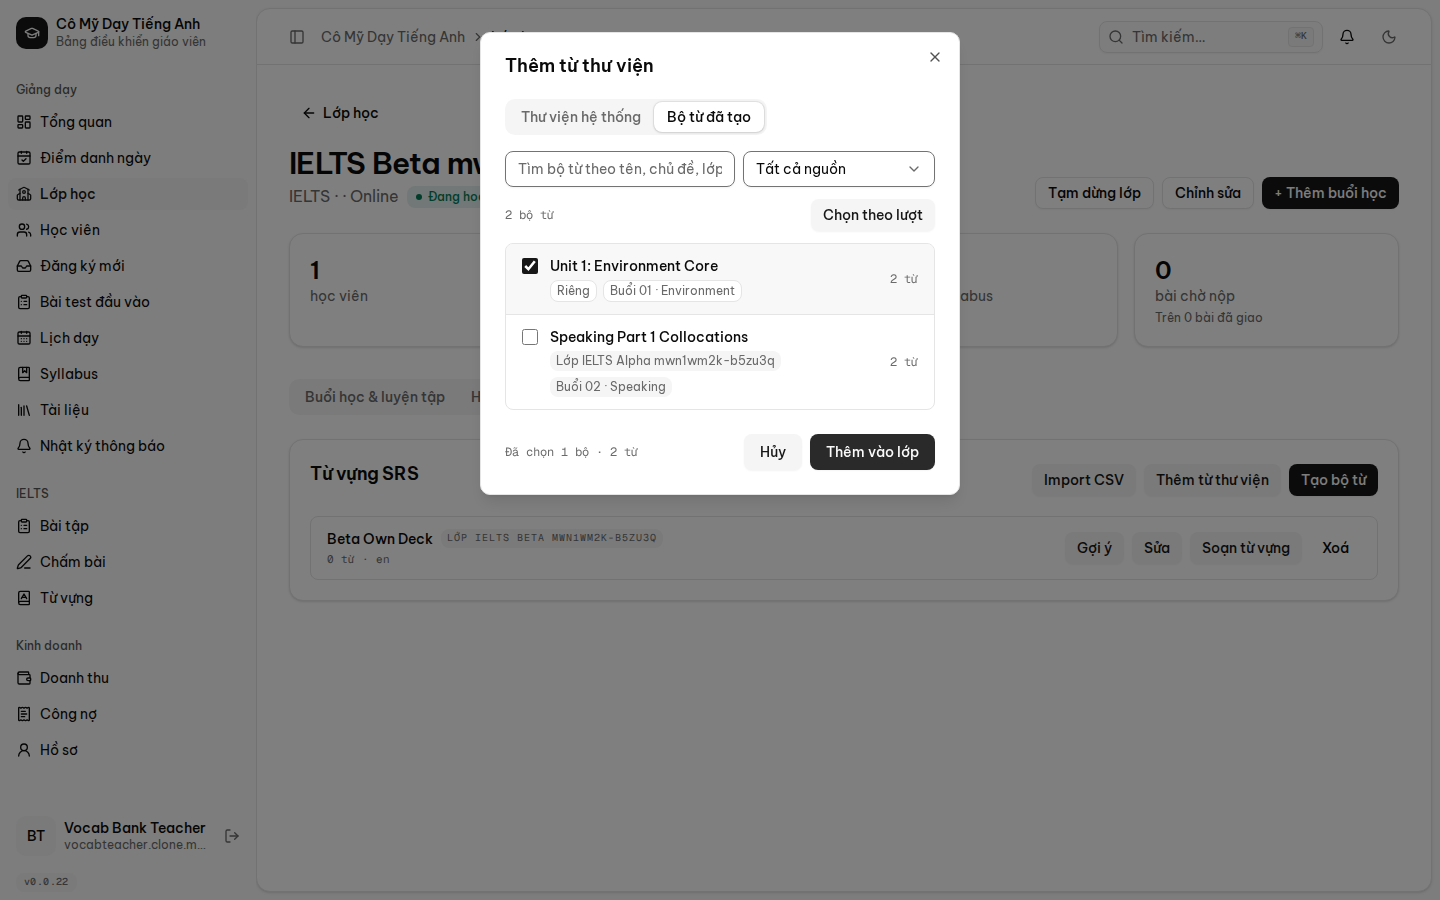 Cô Mỹ Dạy Tiếng Anh
Bảng điều khiển giáo viên
Giảng dạy
Tổng quan
Điểm danh ngày
Lớp học
Học viên
Đăng ký mới
Bài test đầu vào
Lịch dạy
Syllabus
Tài liệu
Nhật ký thông báo
IELTS
Bài tập
Chấm bài
Từ vựng
Kinh doanh
Doanh thu
Công nợ
Hồ sơ
BT
Vocab Bank Teacher
vocabteacher.clone.m...
v0.0.22
Cô Mỹ Dạy Tiếng Anh
Tìm kiếm...
⌘K
Lớp học
IELTS Beta
IELTS · · Online
Đang
Tạm dừng lớp
Chỉnh sửa
+ Thêm buổi học
1
học viên
0
bài chờ nộp
Trên 0 bài đã giao
Buổi học & luyện tập
Từ vựng SRS
Import CSV
Thêm từ thư viện
Tạo bộ từ
Beta Own Deck
LỚP IELTS BETA MWN1WM2K-B5ZU3Q
0 từ · en
Gợi ý
Sửa
Soạn từ vựng
Xoá
Thêm từ thư viện
Thư viện hệ thống
Bộ từ đã tạo
Tìm bộ từ theo tên, chủ đề, lớp
Tất cả nguồn
2 bộ từ
Chọn theo lượt
Unit 1: Environment Core
Riêng
Buổi 01 · Environment
2 từ
Speaking Part 1 Collocations
Lớp IELTS Alpha mwn1wm2k-b5zu3q
Buổi 02 · Speaking
2 từ
Đã chọn 1 bộ · 2 từ
Hủy
Thêm vào lớp